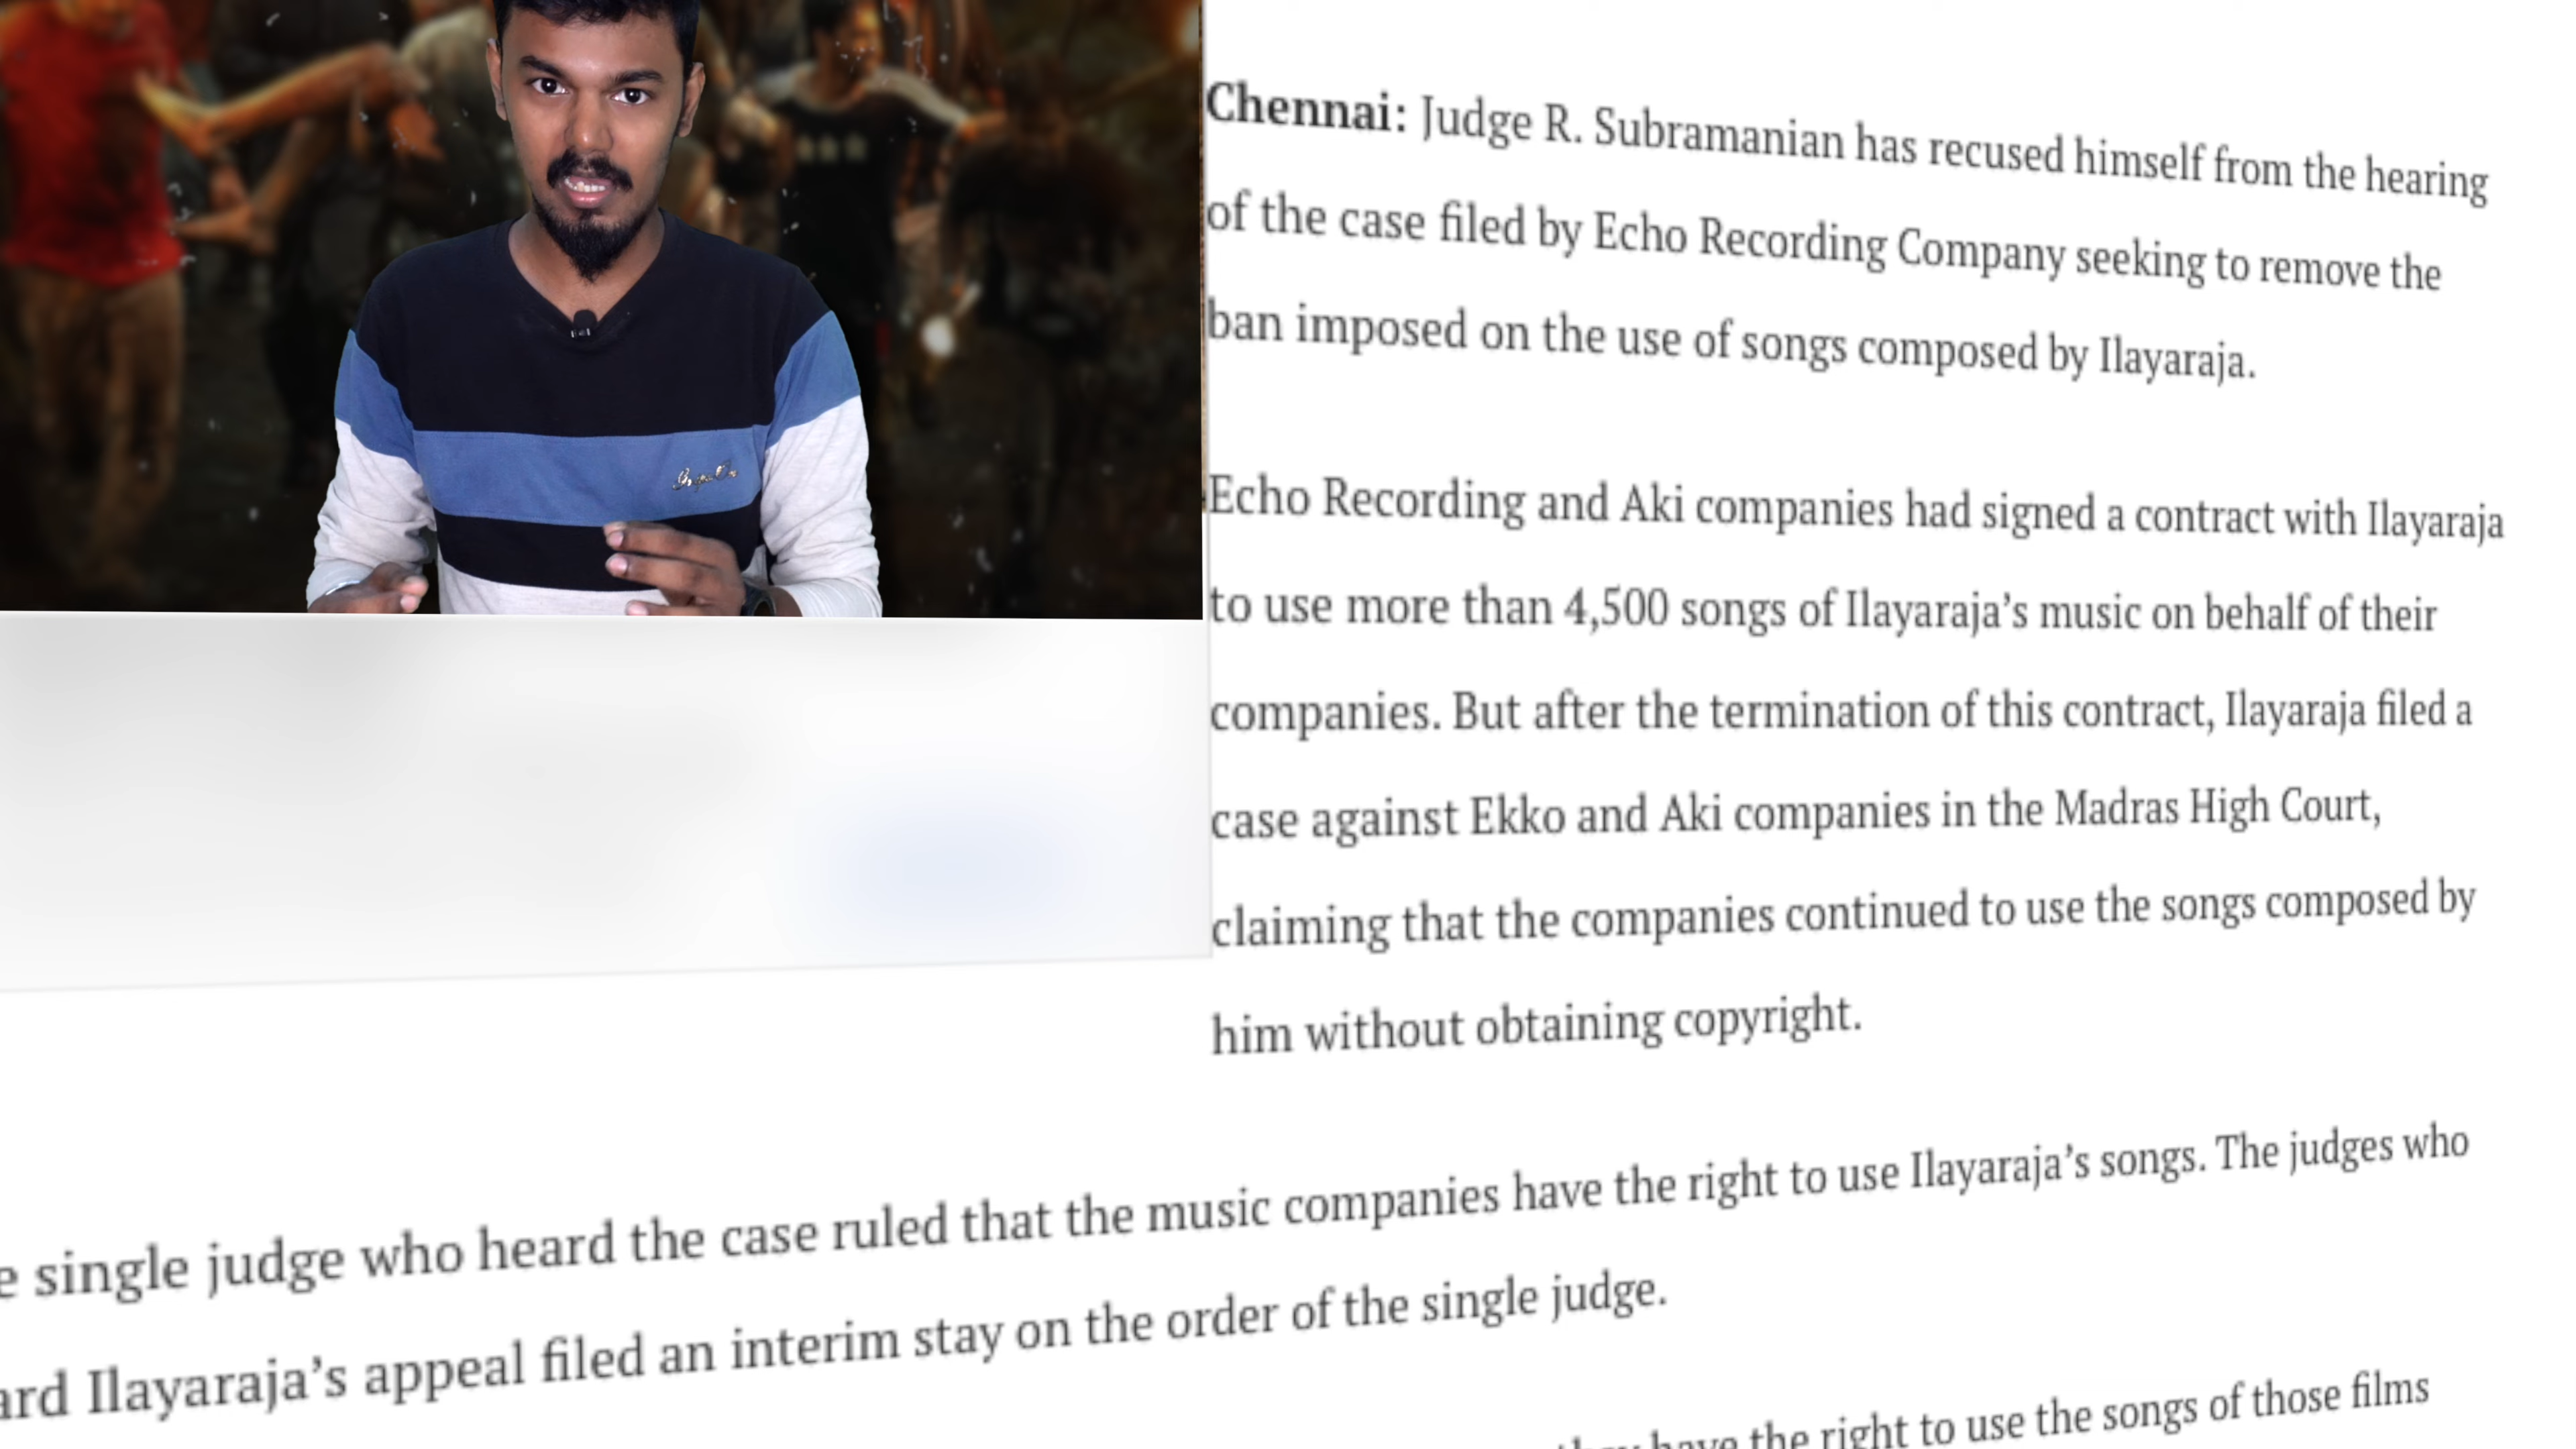 Chennai: Judge R. Subramanian has recused himself from the hearing
of the case filed by Echo Recording Company seeking to remove the
ban imposed on the use of songs composed by Ilayaraja.
Echo Recording and Aki companies had signed a contract with Ilayaraja
to use more than 4,500 songs of Ilayaraja’s music on behalf of their
companies. But after the termination of this contract, Ilayaraja filed a
case against Ekko and Aki companies in the Madras High Court,
claiming that the companies continued to use the songs composed by
him without obtaining copyright.
single judge who heard the case ruled that the music companies have the right to use Ilayaraja’s songs. The judges who
Ilayaraja’s appeal filed an interim stay on the order of the single judge.
have the right to use the songs of those films